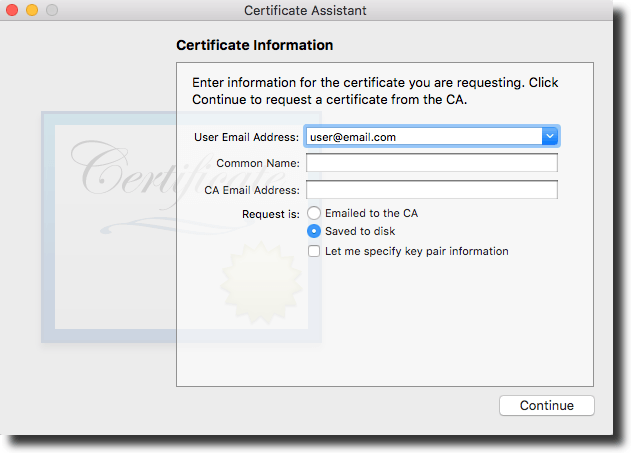 Certificate Assistant
Certificate Information
Enter information for the certificate you are requesting. Click
Continue to request a certificate from the CA.
Certificate
User Email Address: user@email.com
Common Name:
CA Email Address:
Request is: Emailed to the CA
Saved to disk
Let me specify key pair information
Continue